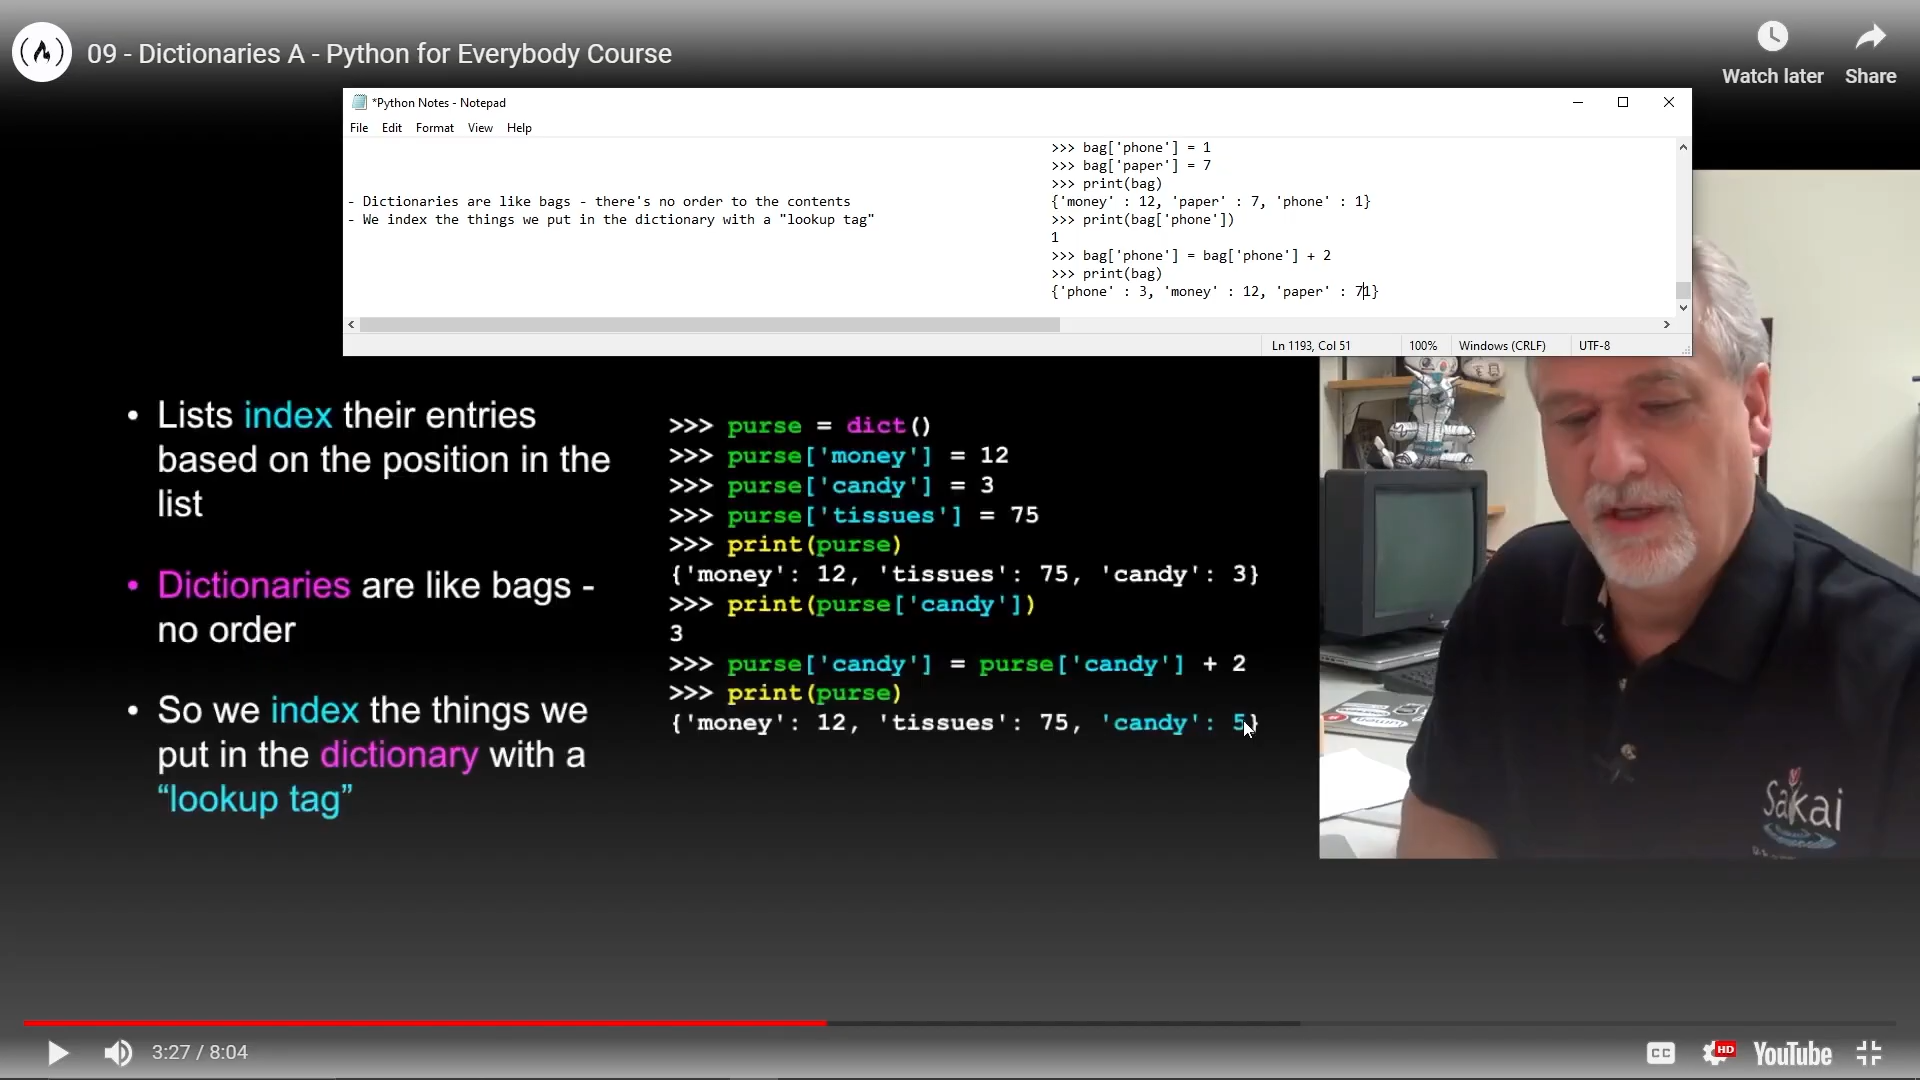 09 - Dictionaries A - Python for Everybody Course
Watch later
Share
*Python Notes - Notepad
File Edit Format View Help
>>> bag['phone'] = 1
>>> bag['paper'] = 7
>>> print(bag)
- Dictionaries are like bags - there's no order to the contents
{'money' : 12, 'paper' : 7, 'phone' : 1}
- We index the things we put in the dictionary with a "lookup tag"
>>> print(bag['phone'])
1
>>> bag['phone'] = bag['phone'] + 2
>>> print(bag)
{'phone' : 3, 'money' : 12, 'paper' : 71}
Ln 1193, Col 51
100%
Windows (CRLF)
UTF-8
• Lists index their entries
based on the position in the
list
• Dictionaries are like bags -
no order
• So we index the things we
put in the dictionary with a
“lookup tag”
>>> purse = dict()
>>> purse['money'] = 12
>>> purse['candy'] = 3
>>> purse['tissues'] = 75
>>> print(purse)
{'money': 12, 'tissues': 75, 'candy': 3}
>>> print(purse['candy'])
3
>>> purse['candy'] = purse['candy'] + 2
>>> print(purse)
{'money': 12, 'tissues': 75, 'candy': 5}
Sakai
3:27 / 8:04
CC
HD
YouTube